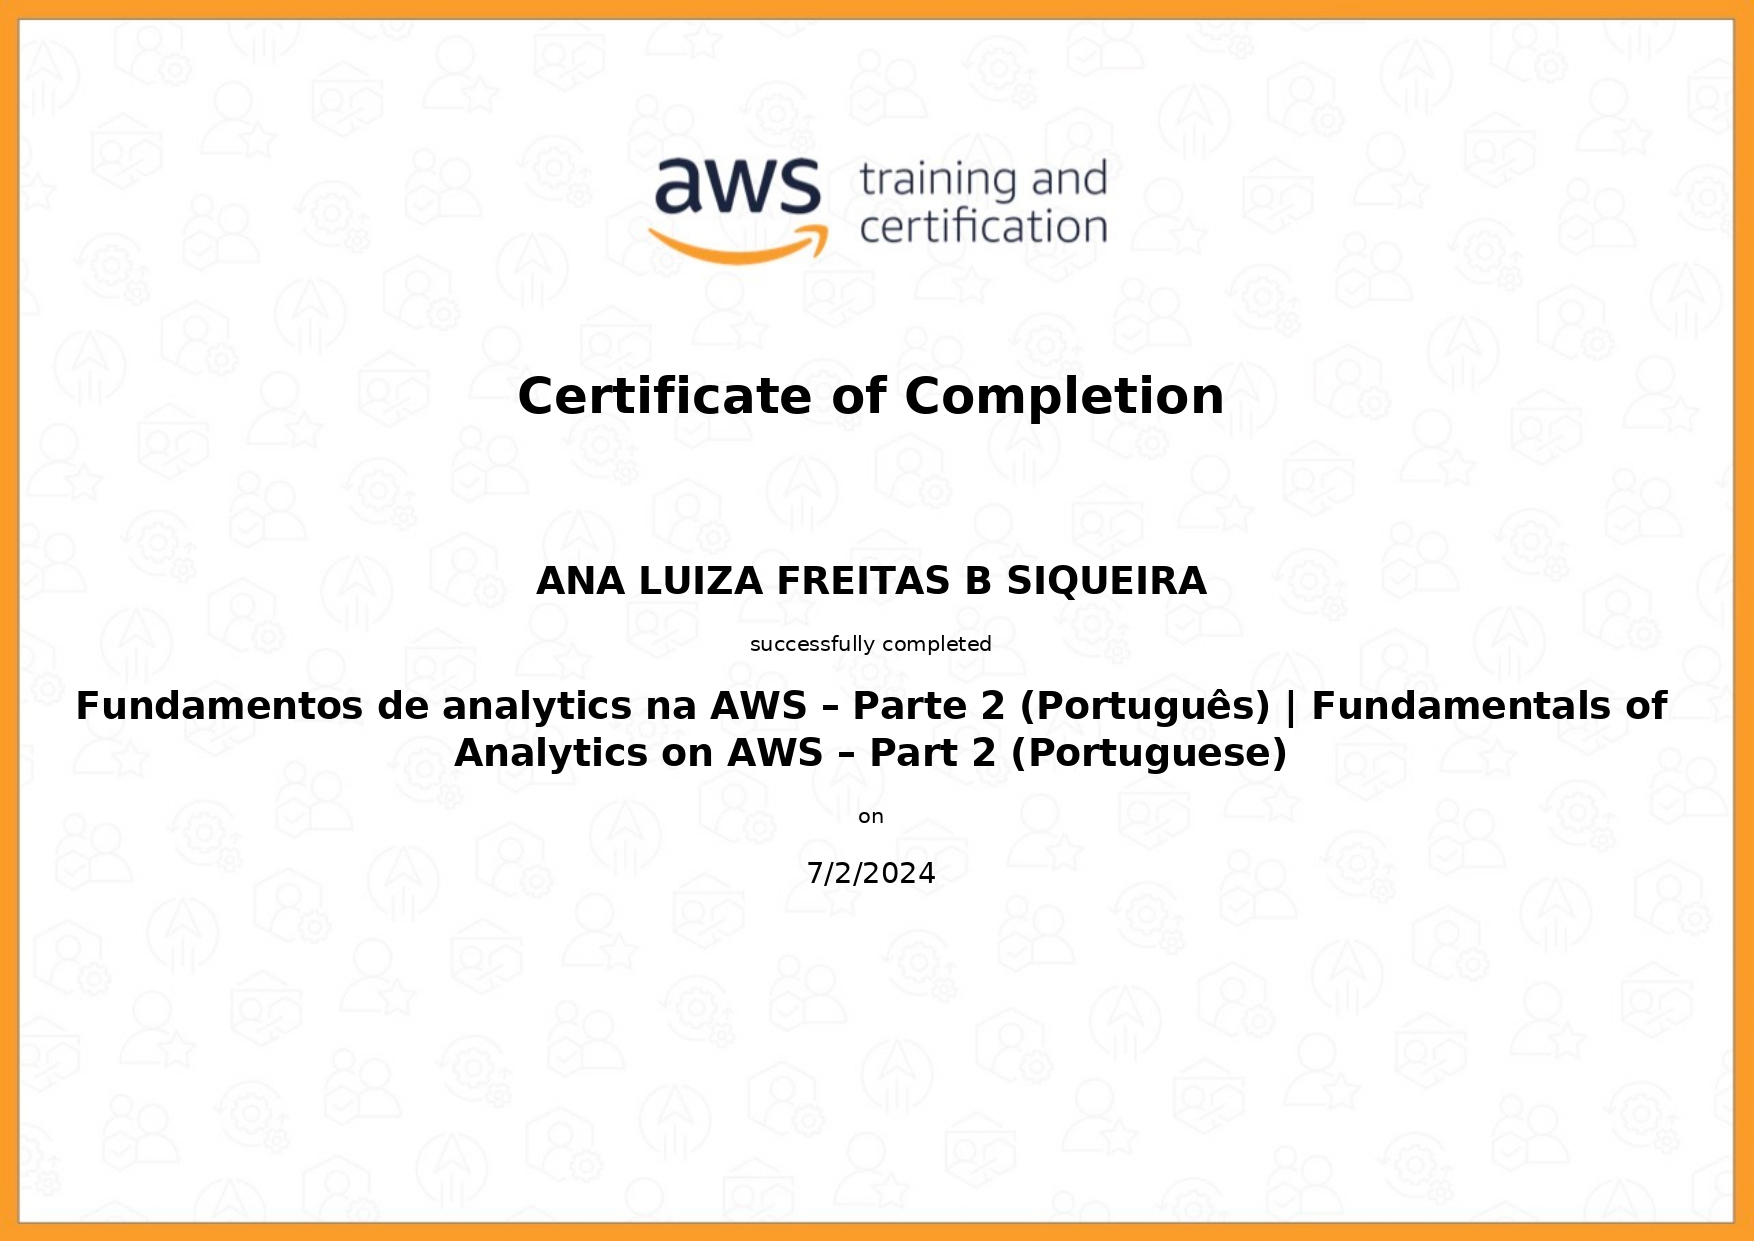 aws training and
certification
Certificate of Completion
ANA LUIZA FREITAS B SIQUEIRA
successfully completed
Fundamentos de analytics na AWS – Parte 2 (Português) | Fundamentals of
Analytics on AWS – Part 2 (Portuguese)
on
7/2/2024